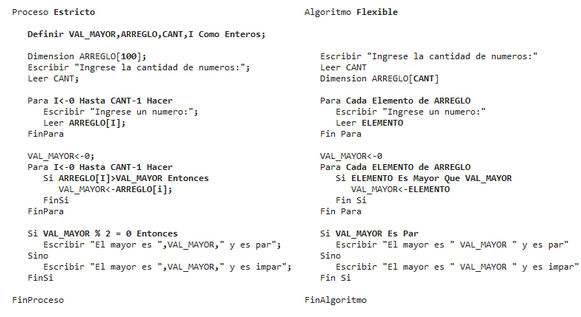 Proceso Estricto
Definir VAL_MAYOR,ARREGLO,CANT,I Como Enteros;
Dimension ARREGLO[100];
Escribir "Ingrese la cantidad de numeros:";
Leer CANT;
Para I<-0 Hasta CANT-1 Hacer
Escribir "Ingrese un numero:";
Leer ARREGLO[I];
FinPara
VAL_MAYOR<-0;
Para I<-0 Hasta CANT-1 Hacer
Si ARREGLO[I]>VAL_MAYOR Entonces
VAL_MAYOR<-ARREGLO[i];
FinSi
FinPara
Si VAL_MAYOR % 2 = 0 Entonces
Escribir "El mayor es ",VAL_MAYOR," y es par";
Sino
Escribir "El mayor es ",VAL_MAYOR," y es impar";
FinSi
FinProceso
Algoritmo Flexible
Escribir "Ingrese la cantidad de numeros:"
Leer CANT
Dimension ARREGLO[CANT]
Para Cada Elemento de ARREGLO
Escribir "Ingrese un numero:"
Leer ELEMENTO
Fin Para
VAL_MAYOR<-0
Para Cada ELEMENTO de ARREGLO
Si ELEMENTO Es Mayor Que VAL_MAYOR
VAL_MAYOR<-ELEMENTO
Fin Si
Fin Para
Si VAL_MAYOR Es Par
Escribir "El mayor es " VAL_MAYOR " y es par"
Sino
Escribir "El mayor es " VAL_MAYOR " y es impar"
Fin Si
FinAlgoritmo